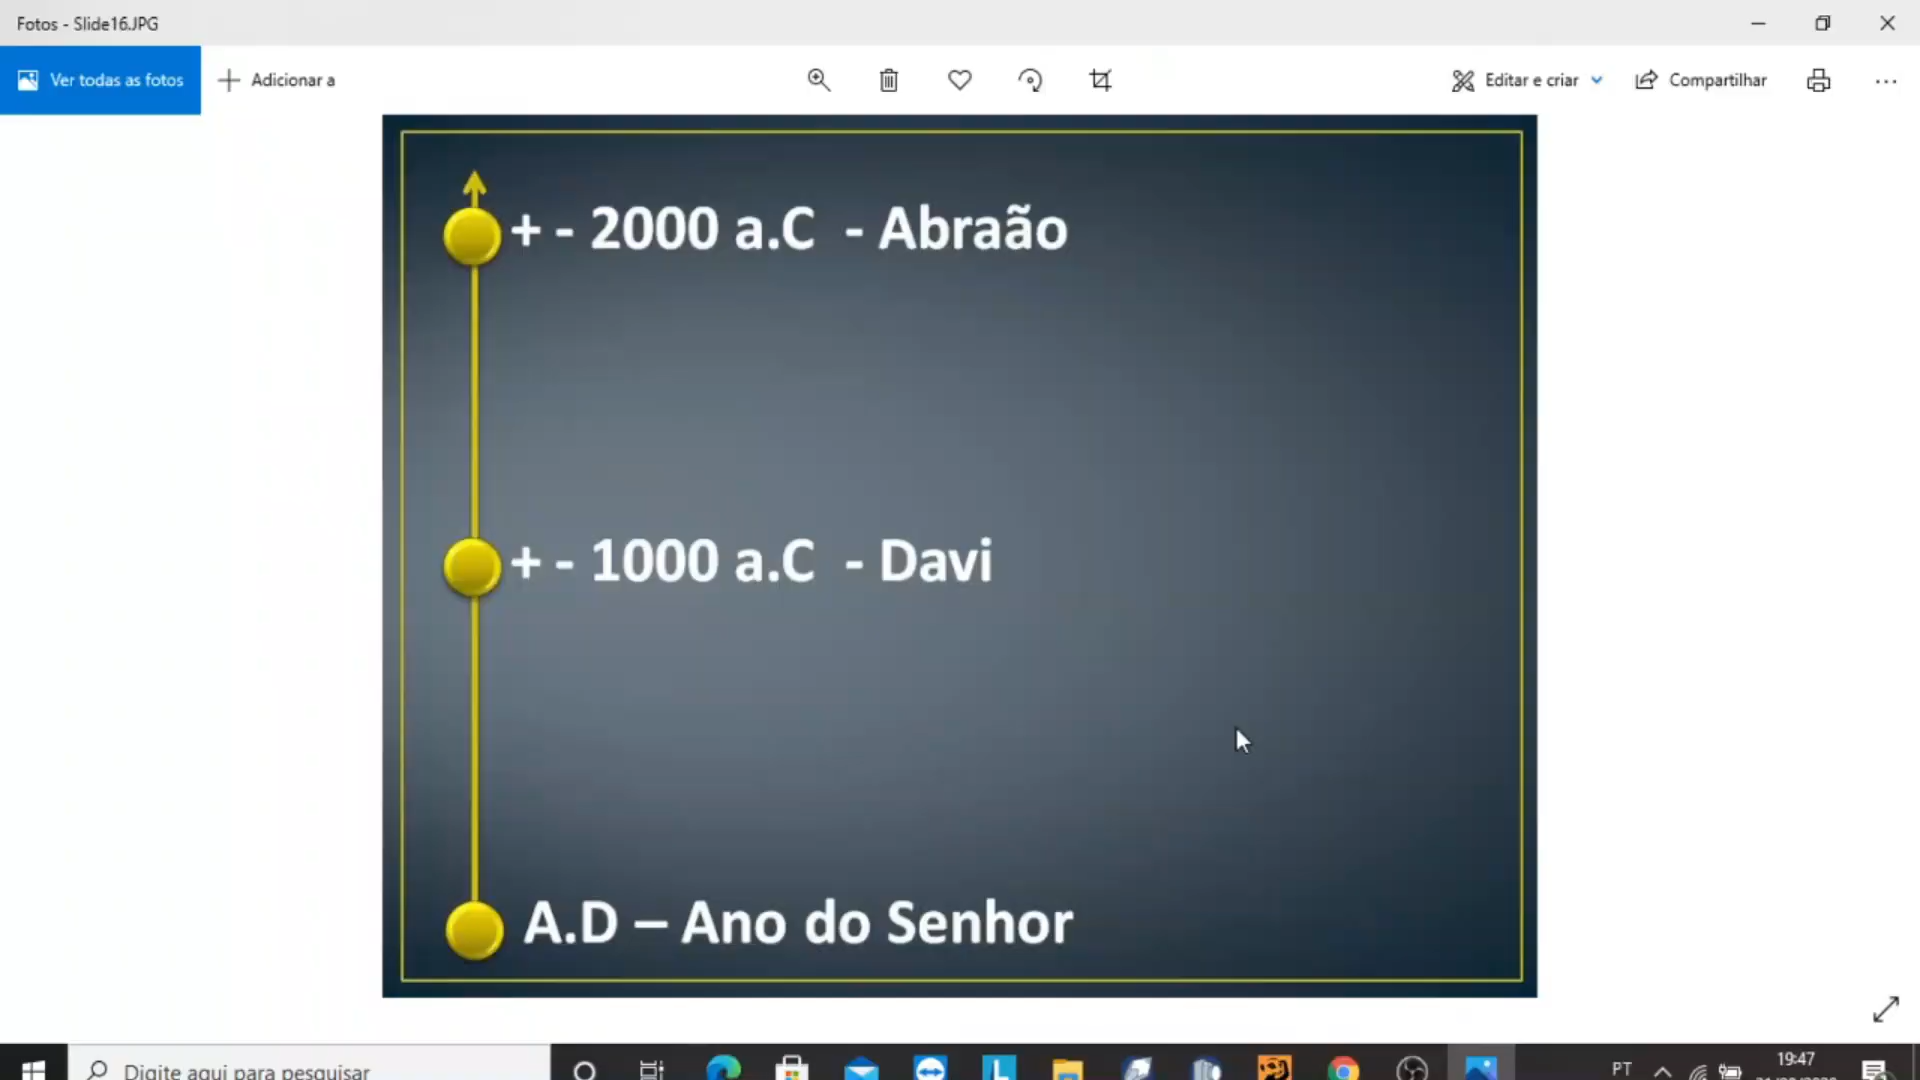 Fotos - Slide16.JPG
Ver todas as fotos
Adicionar a
Editar e criar
Compartilhar
+ - 2000 a.C - Abraão
+ - 1000 a.C - Davi
A.D – Ano do Senhor
Digite aqui para pesquisar
PT
19:47